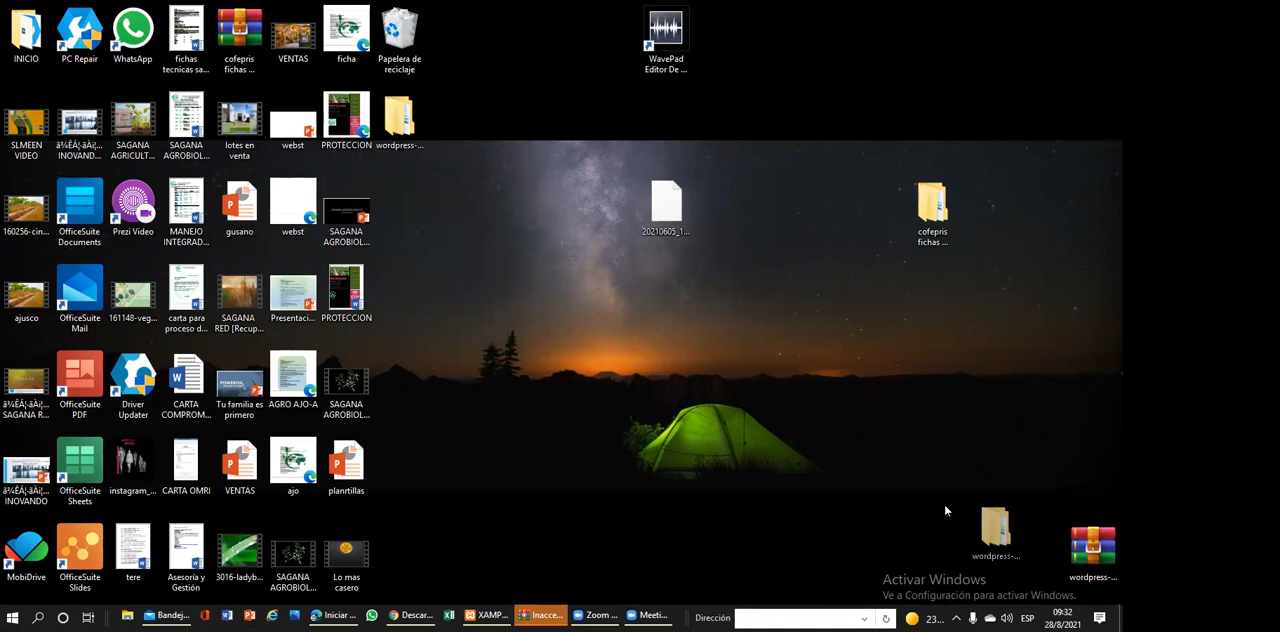 INICIO
PC Repair
WhatsApp
fichas
tecnicas sa...
cofepris
fichas ...
VENTAS
ficha
Papelera de
reciclaje
WavePad
Editor De ...
SLMEEN
VIDEO
INOVAND...
SAGANA
AGRICULT...
SAGANA
AGROBIOL...
lotes en
venta
webst
PROTECCION
wordpress-...
160256-cin...
OfficeSuite
Documents
Prezi Video
MANEJO
INTEGRAD...
gusano
webst
SAGANA
AGROBIOL...
20210605_1...
cofepris
fichas ...
ajusco
OfficeSuite
Mail
161148-veg...
carta para
proceso d...
SAGANA
RED [Recup...
Presentaci...
PROTECCION
SAGANA R...
OfficeSuite
PDF
Driver
Updater
CARTA
COMPROM...
POWERFUL
Tu familia es
primero
AGRO AJO-A
SAGANA
AGROBIOL...
INOVANDO
OfficeSuite
Sheets
instagram_...
CARTA OMRI
VENTAS
ajo
planrtillas
MobiDrive
OfficeSuite
Slides
tere
Asesoría y
Gestión
3016-ladyb...
SAGANA
AGROBIOL...
Lo mas
casero
wordpress-...
wordpress-...
Activar Windows
Ve a Configuración para activar Windows.
Bandej...
Iniciar ...
Descar...
XAMP...
Inacce...
Zoom ...
Meeti...
Dirección
23...
ESP
09:32
28/8/2021